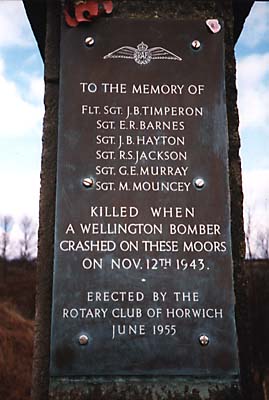 TO THE MEMORY OF
FLT. SGT. J.B. TIMPERON
SGT. E.R. BARNES
SGT. J.B. HAYTON
SGT. R.S. JACKSON
SGT. G.E. MURRAY
SGT. M. MOUNCEY
KILLED WHEN
A WELLINGTON BOMBER
CRASHED ON THESE MOORS
ON NOV. 12TH 1943.
ERECTED BY THE
ROTARY CLUB OF HORWICH
JUNE 1955